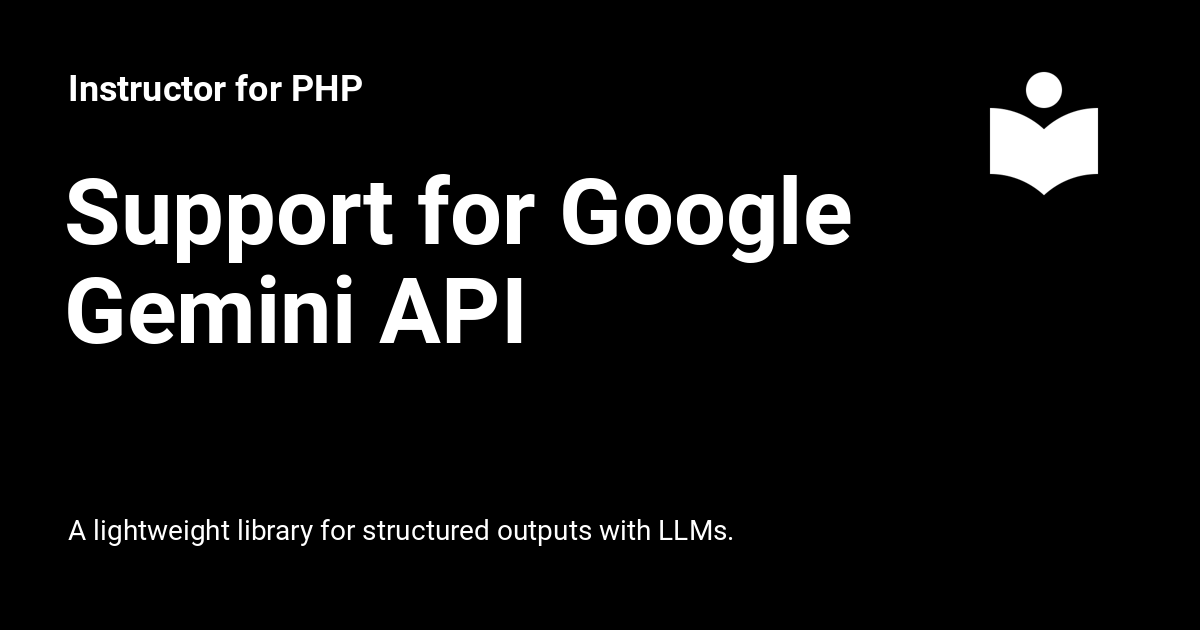 Instructor for PHP
Support for Google
Gemini API
A lightweight library for structured outputs with LLMs.